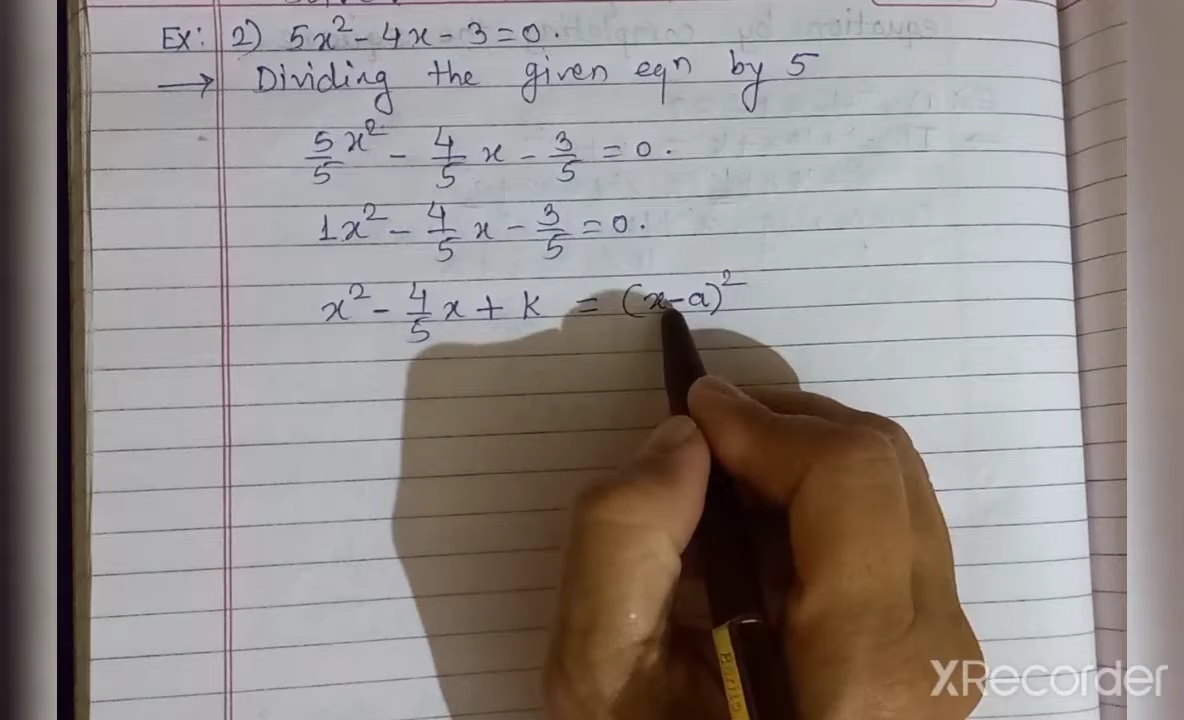 Ex: 2) 5x² - 4x - 3 = 0.
→ Dividing the given eqn by 5
5/5 x² - 4/5 x - 3/5 = 0.
1x² - 4/5 x - 3/5 = 0.
x² - 4/5 x + k = (x-a)²
XRecorder